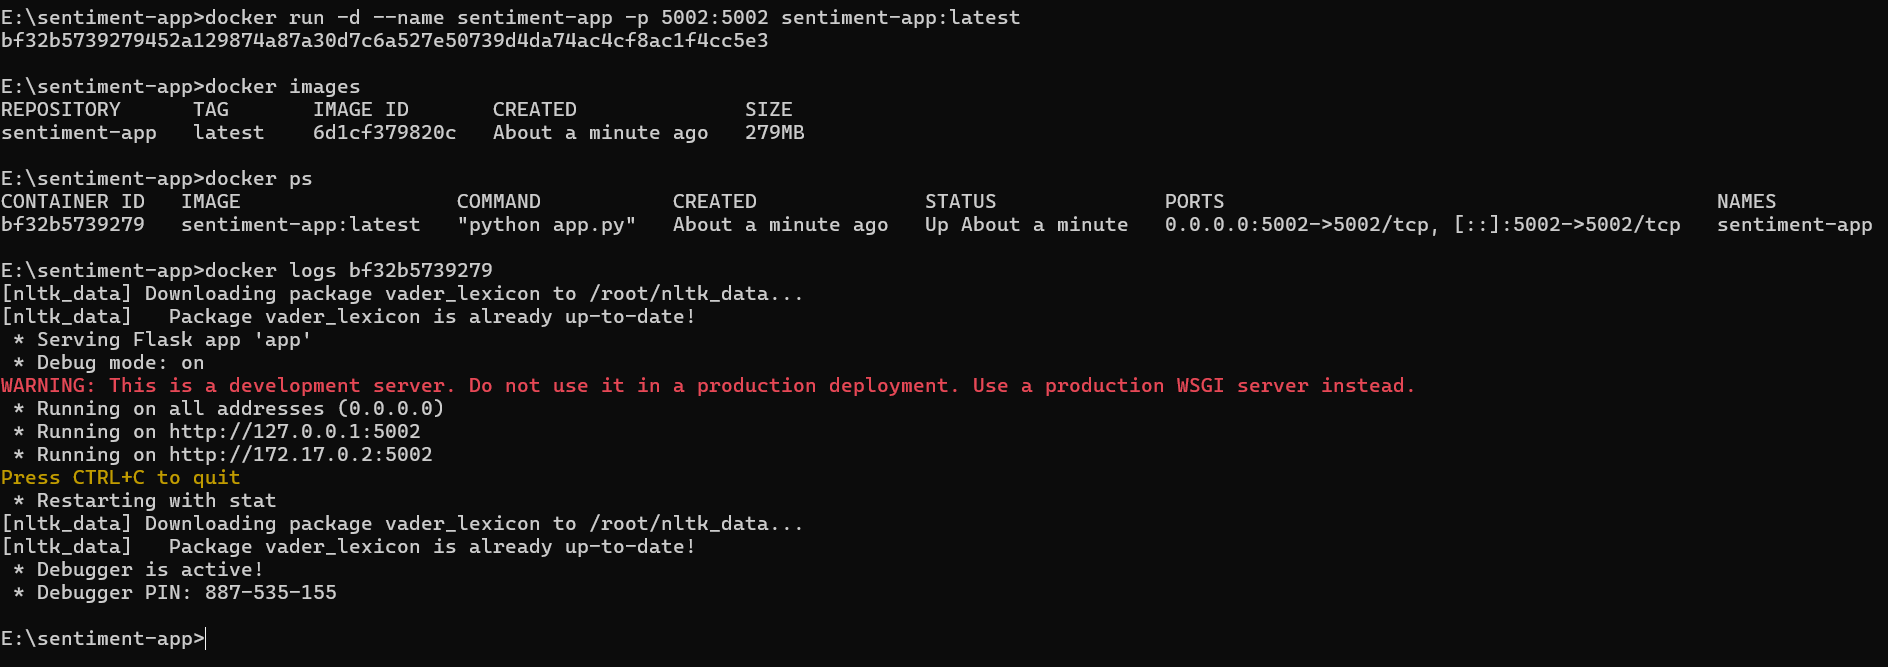 E:\sentiment-app>docker run -d --name sentiment-app -p 5002:5002 sentiment-app:latest
bf32b5739279452a129874a87a30d7c6a527e50739d4da74ac4cf8ac1f4cc5e3
E:\sentiment-app>docker images
REPOSITORY TAG IMAGE ID CREATED SIZE
sentiment-app latest 6d1cf379820c About a minute ago 279MB
E:\sentiment-app>docker ps
CONTAINER ID IMAGE COMMAND CREATED STATUS PORTS NAMES
bf32b5739279 sentiment-app:latest "python app.py" About a minute ago Up About a minute 0.0.0.0:5002->5002/tcp, [::]:5002->5002/tcp sentiment-app
E:\sentiment-app>docker logs bf32b5739279
[nltk_data] Downloading package vader_lexicon to /root/nltk_data...
[nltk_data]   Package vader_lexicon is already up-to-date!
 * Serving Flask app 'app'
 * Debug mode: on
WARNING: This is a development server. Do not use it in a production deployment. Use a production WSGI server instead.
 * Running on all addresses (0.0.0.0)
 * Running on http://127.0.0.1:5002
 * Running on http://172.17.0.2:5002
Press CTRL+C to quit
 * Restarting with stat
[nltk_data] Downloading package vader_lexicon to /root/nltk_data...
[nltk_data]   Package vader_lexicon is already up-to-date!
 * Debugger is active!
 * Debugger PIN: 887-535-155
E:\sentiment-app>